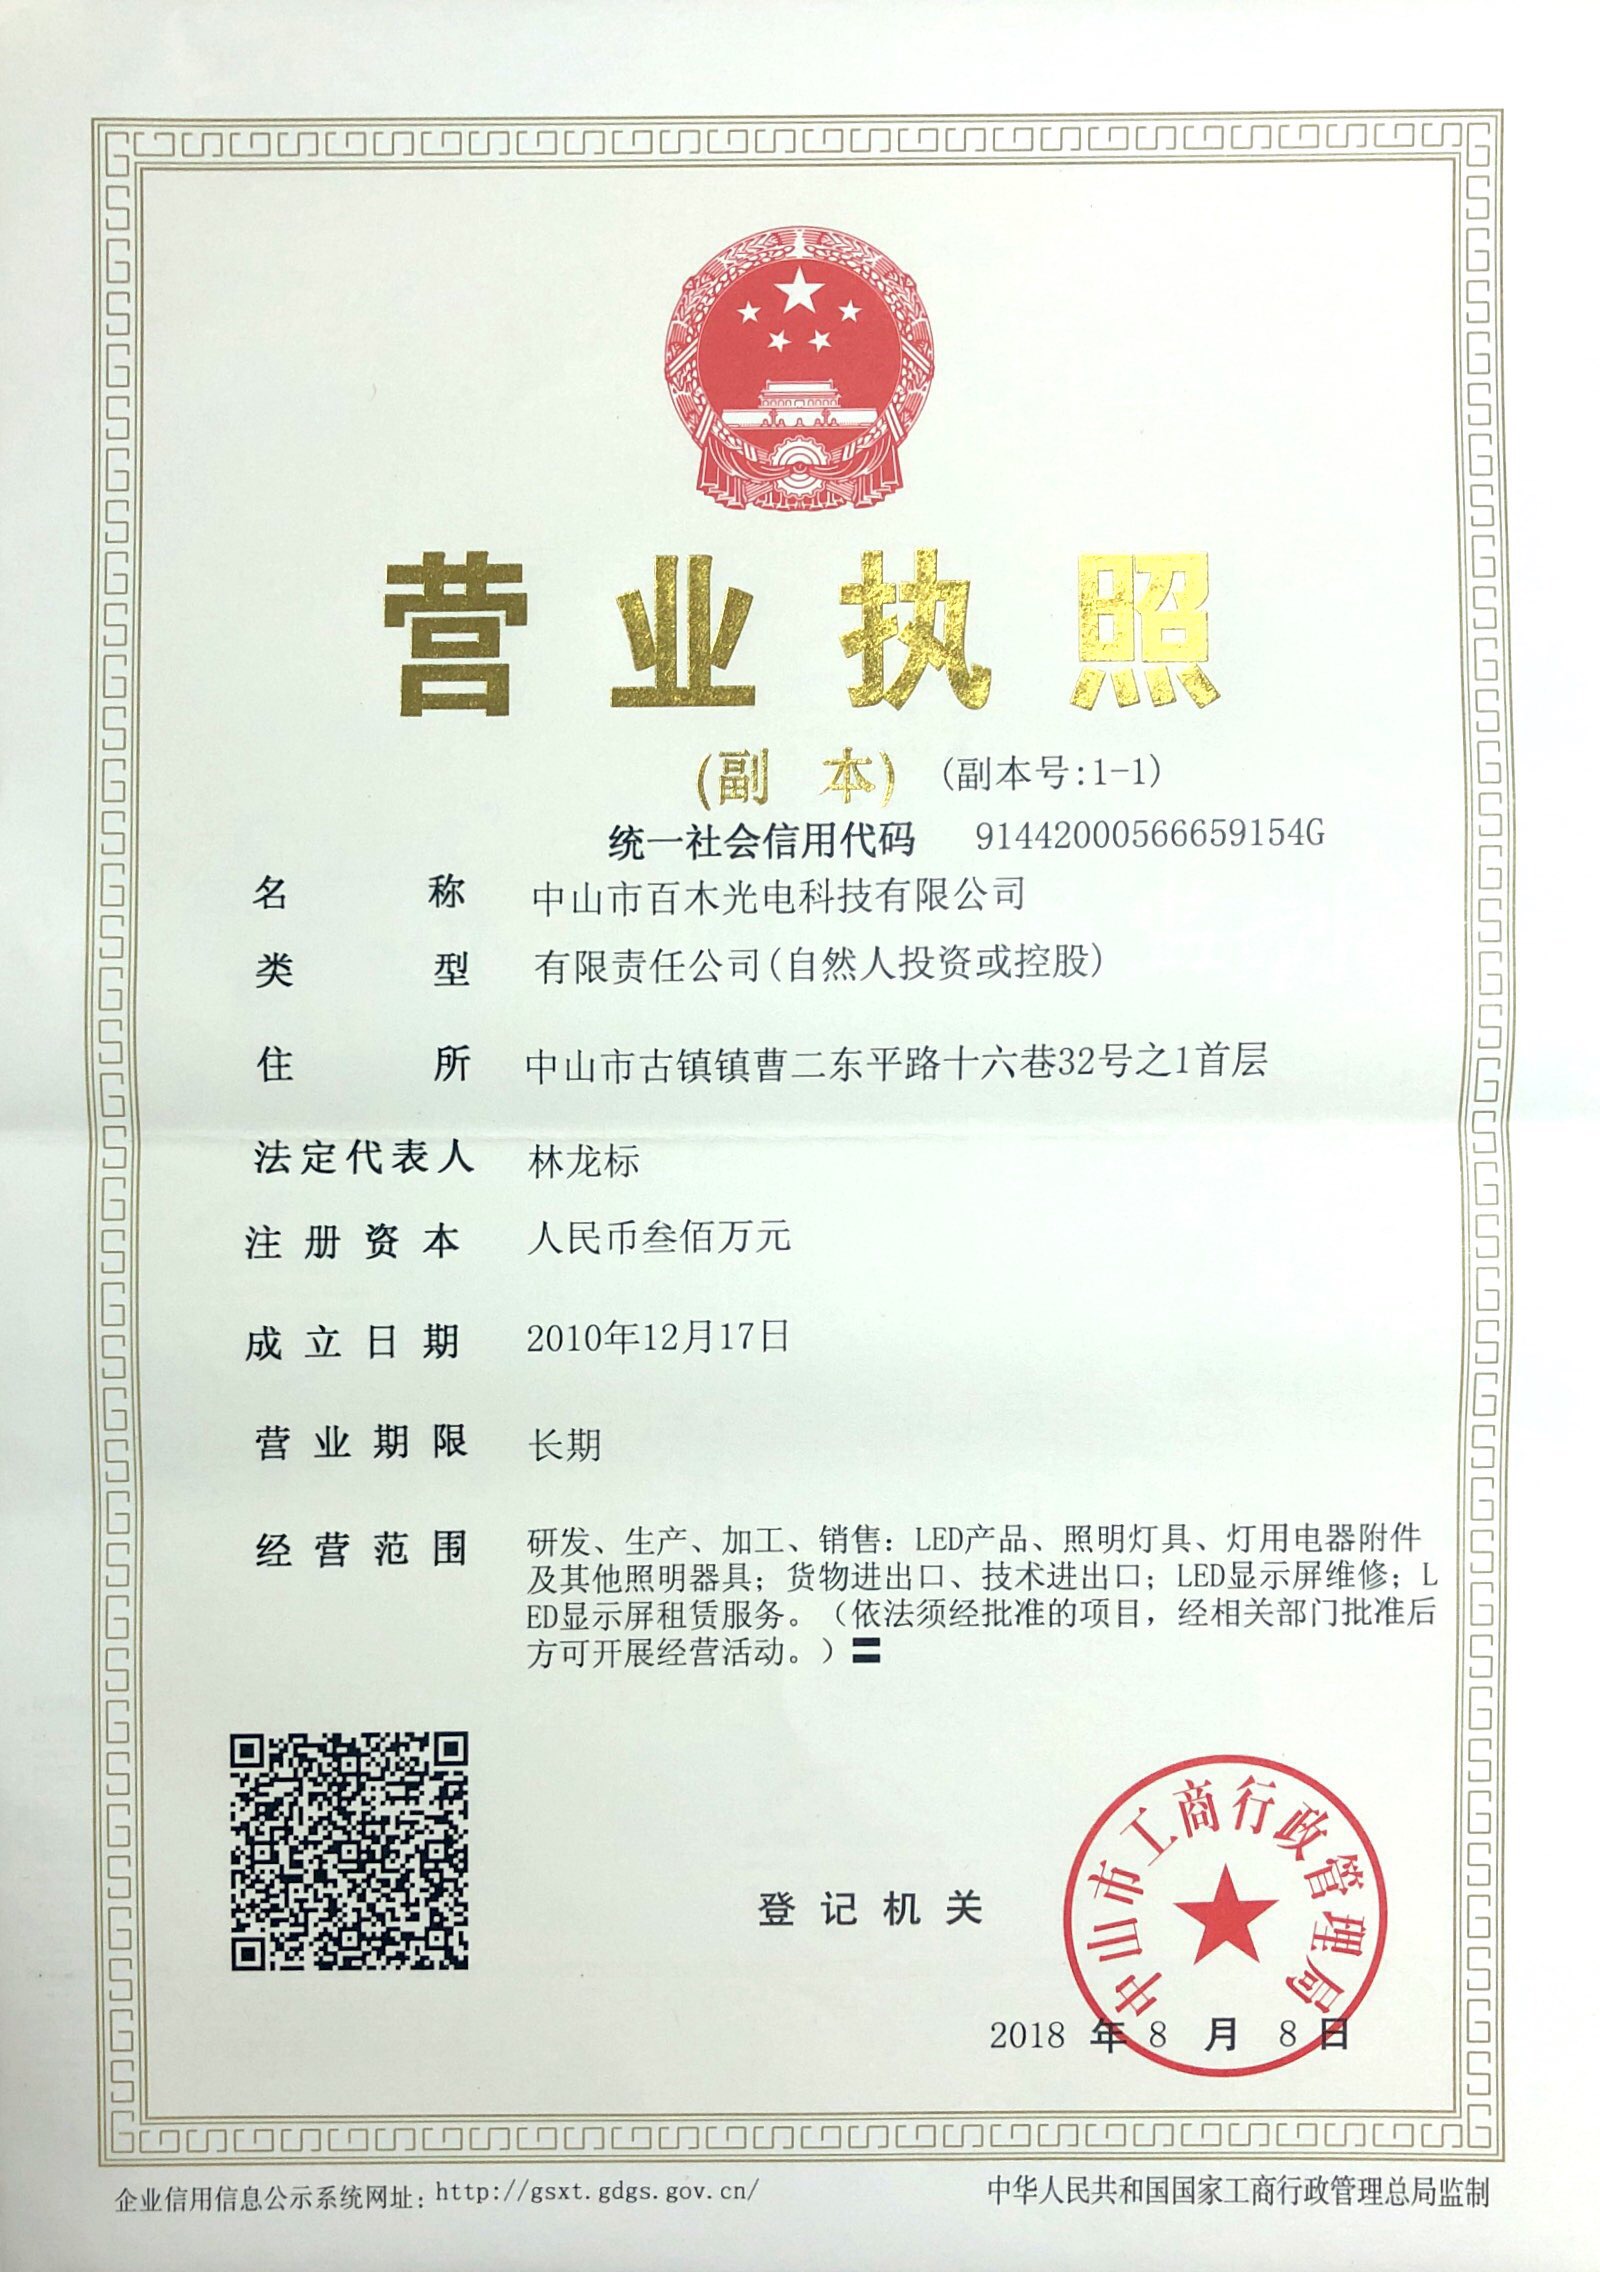 营业执照
(副 本) (副本号:1-1)
统一社会信用代码 91442000566659154G
名称 中山市百木光电科技有限公司
类型 有限责任公司(自然人投资或控股)
住所 中山市古镇镇曹二东平路十六巷32号之1首层
法定代表人 林龙标
注册资本 人民币叁佰万元
成立日期 2010年12月17日
营业期限 长期
经营范围 研发、生产、加工、销售：LED产品、照明灯具、灯用电器附件
及其他照明器具；货物进出口、技术进出口；LED显示屏维修；L
ED显示屏租赁服务。（依法须经批准的项目，经相关部门批准后
方可开展经营活动。）
中山市工商行政管理局
登记机关
2018 年 8 月 8 日
企业信用信息公示系统网址：http://gsxt.gdgs.gov.cn/
中华人民共和国国家工商行政管理总局监制